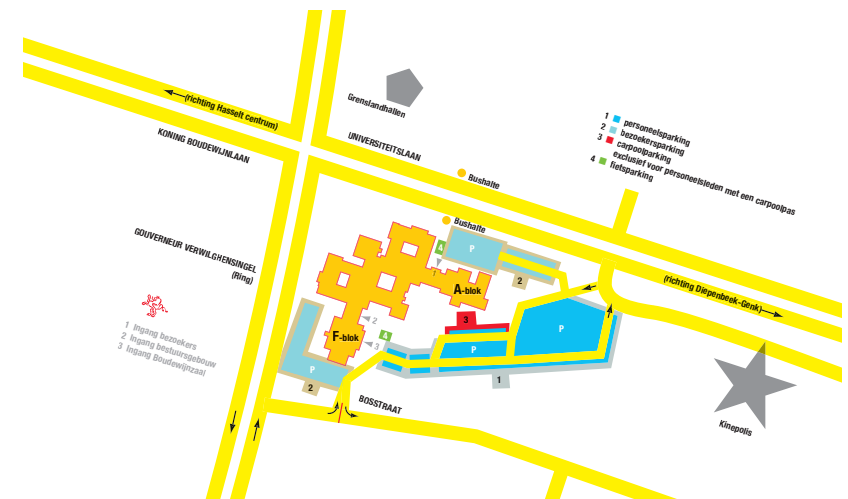 Grenslandhallen
(richting Hasselt centrum)
KONING BOUDEWIJNLAAN
UNIVERSITEITSLAAN
1 personeelsparking
2 bezoekersparking
3 carpoolparking
exclusief voor personeelsleden met een carpoolpas
4 fietsparking
Bushalte
Bushalte
GOUVERNEUR VERWILGHENSINGEL
(Ring)
4
P
2
A-blok
(richting Diepenbeek-Genk)
1 Ingang bezoekers
2 Ingang bestuursgebouw
3 Ingang Boudewijnzaal
2
3
F-blok
4
3
P
P
P
2
1
3
BOSSTRAAT
Kinepolis